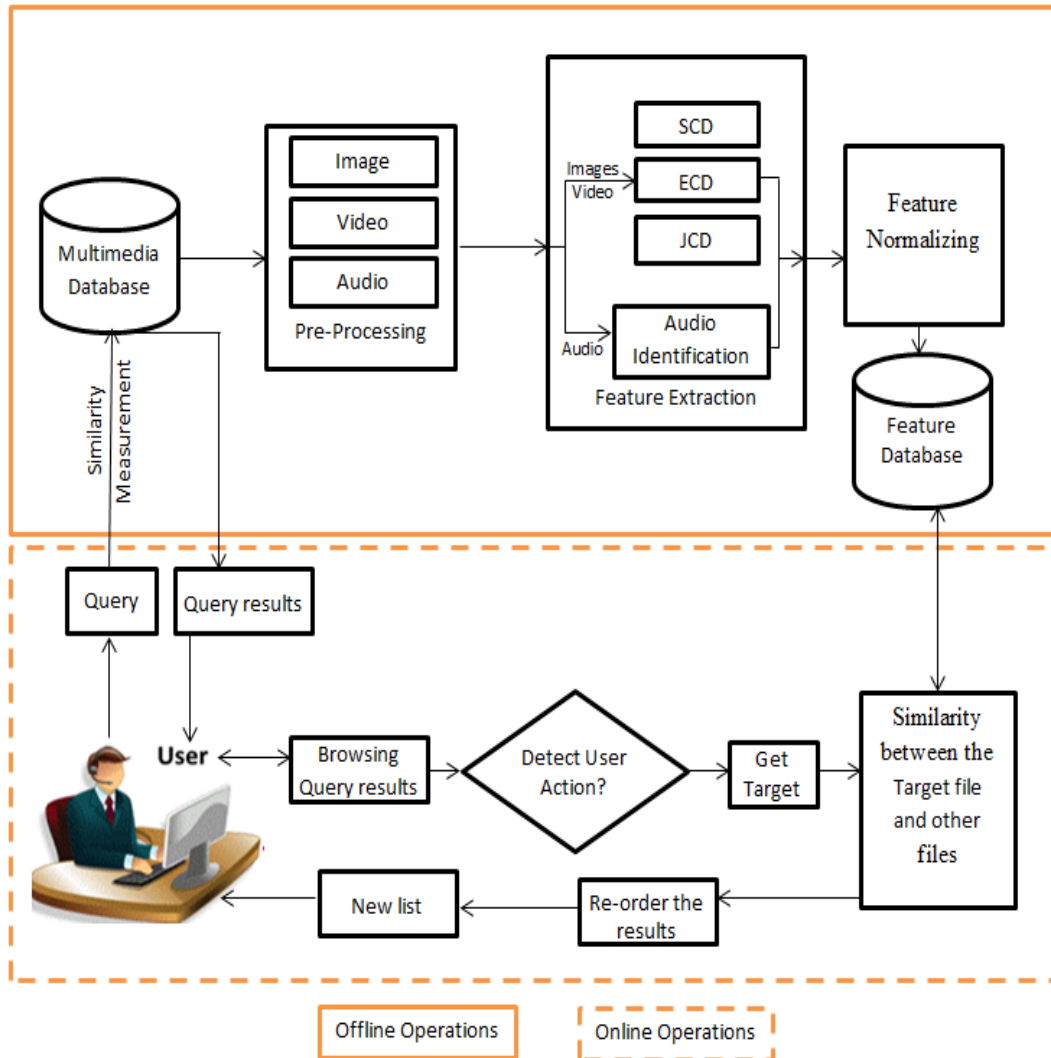 Multimedia
Database
Image
Video
Audio
Pre-Processing
Images
Video
Audio
SCD
ECD
JCD
Audio
Identification
Feature Extraction
Feature
Normalizing
Feature
Database
Similarity
Measurement
Query
Query results
User
Browsing
Query results
Detect User
Action?
Get
Target
Similarity
between the
Target file
and other
files
Re-order the
results
New list
Offline Operations
Online Operations